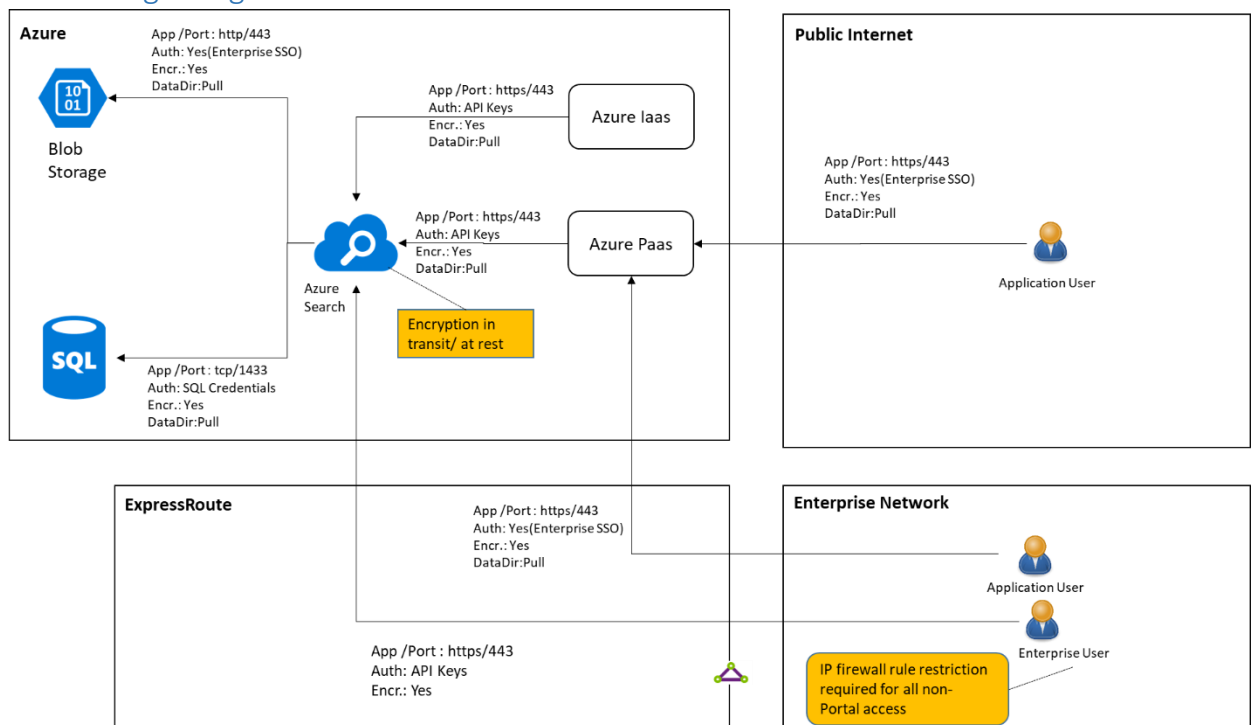 Azure
App /Port : http/443
Auth: Yes(Enterprise SSO)
Encr.: Yes
DataDir:Pull
10
01
Blob
Storage
App /Port : https/443
Auth: API Keys
Encr.: Yes
DataDir:Pull
Azure Iaas
App /Port : https/443
Auth: API Keys
Encr.: Yes
DataDir:Pull
Azure Paas
Azure
Search
Encryption in
transit/ at rest
SQL
App /Port : tcp/1433
Auth: SQL Credentials
Encr.: Yes
DataDir:Pull
Public Internet
App /Port : https/443
Auth: Yes(Enterprise SSO)
Encr.: Yes
DataDir:Pull
Application User
ExpressRoute
App /Port : https/443
Auth: Yes(Enterprise SSO)
Encr.: Yes
DataDir:Pull
App /Port : https/443
Auth: API Keys
Encr.: Yes
Enterprise Network
Application User
Enterprise User
IP firewall rule restriction
required for all non-
Portal access